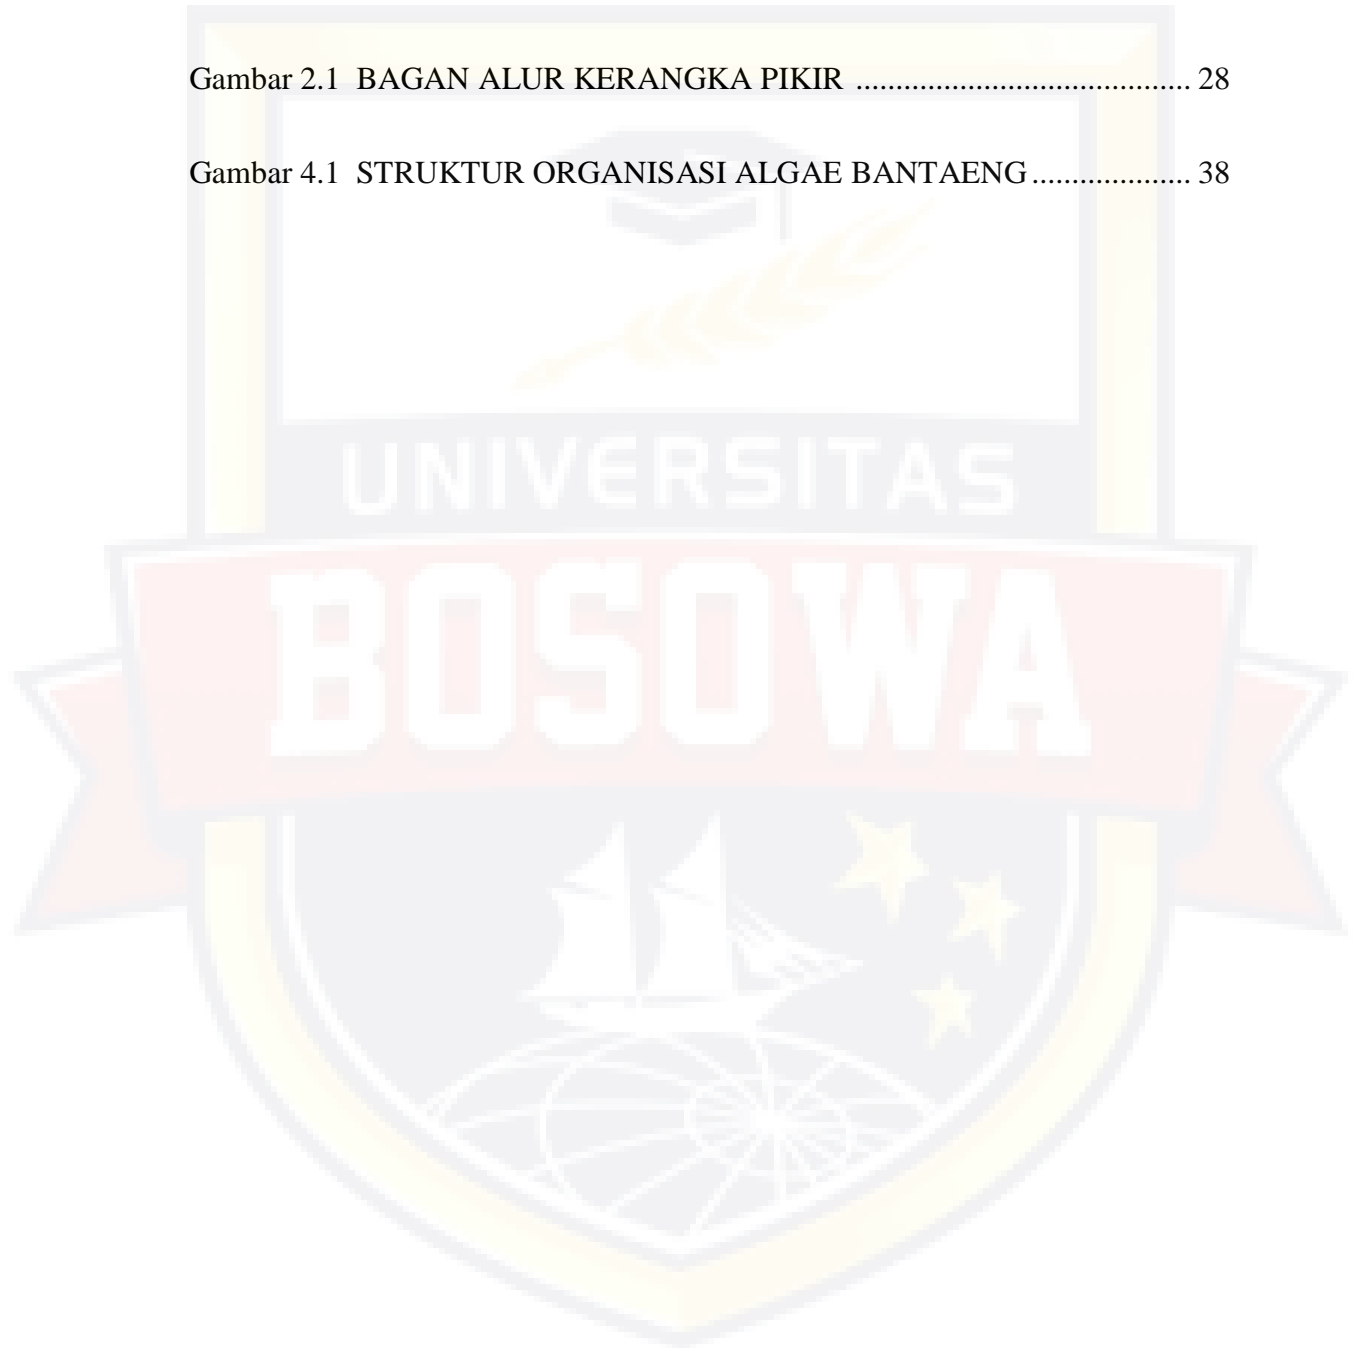 Gambar 2.1 BAGAN ALUR KERANGKA PIKIR .......................................... 28
Gambar 4.1 STRUKTUR ORGANISASI ALGAE BANTAENG .................... 38
UNIVERSITAS
BOSOWA